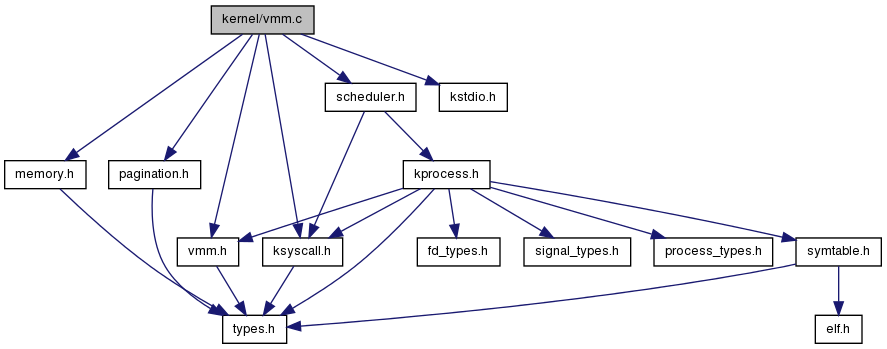 kernel/vmm.c
scheduler.h
kstdio.h
memory.h
pagination.h
kprocess.h
vmm.h
ksyscall.h
fd_types.h
signal_types.h
process_types.h
symtable.h
types.h
elf.h